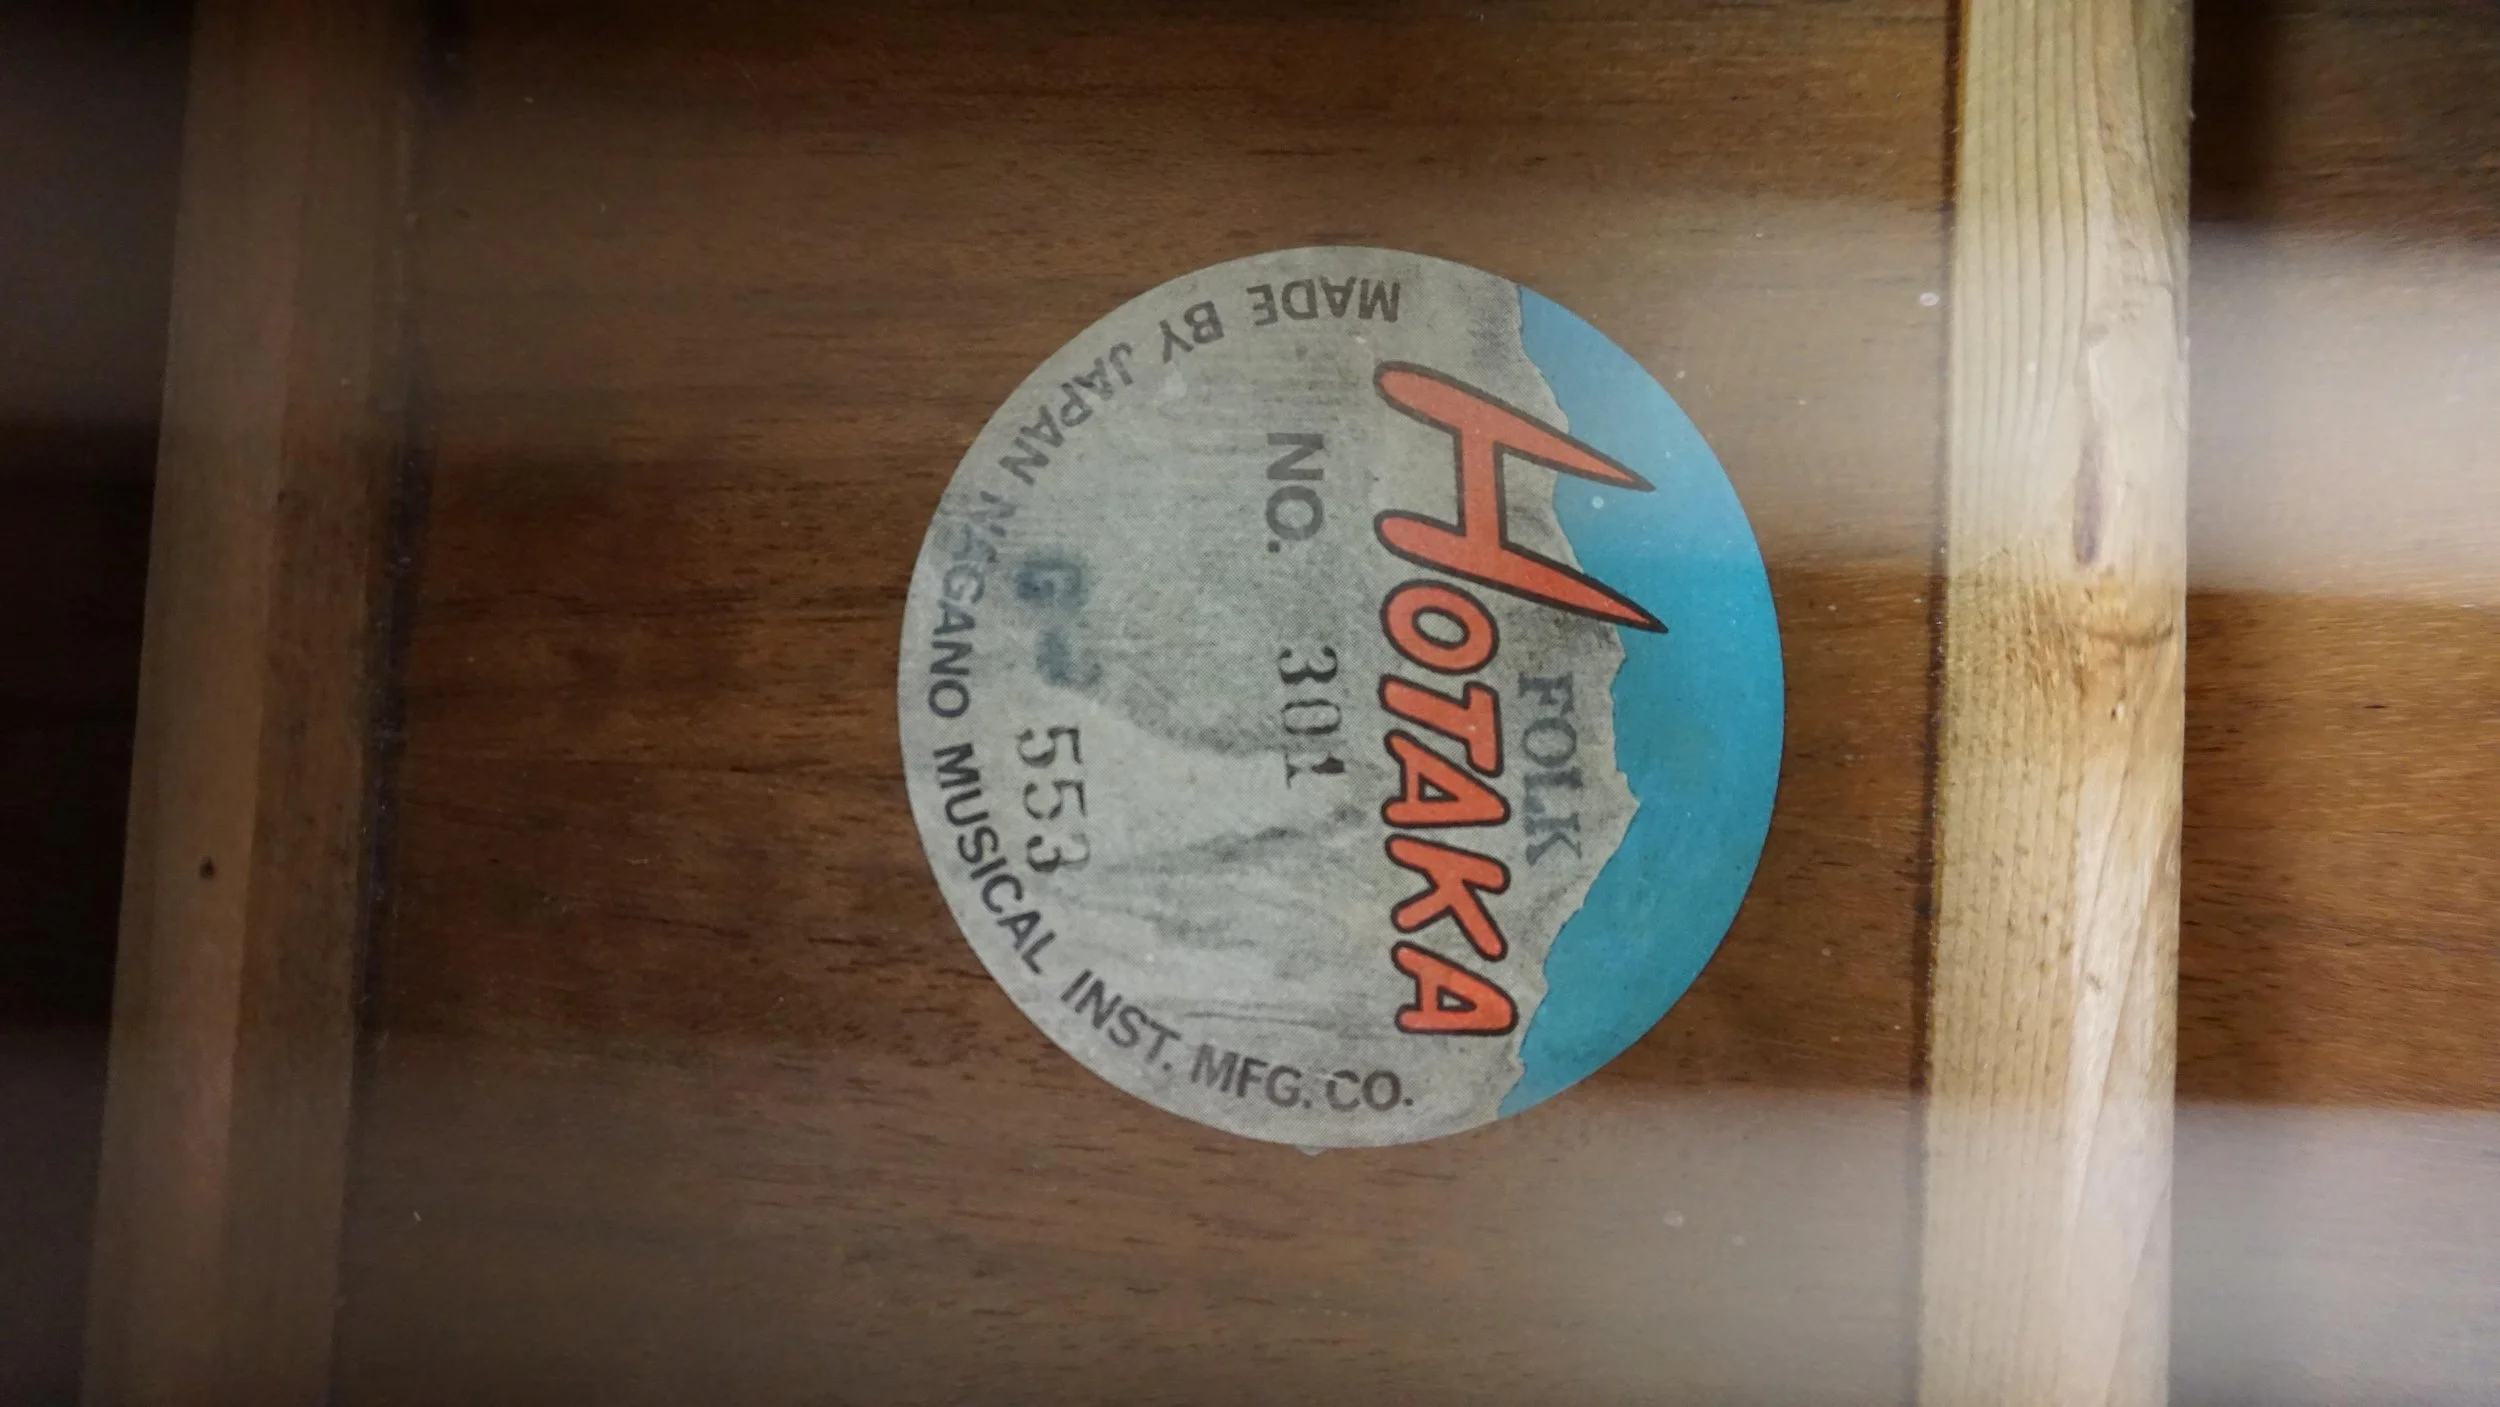 FOLK
HOTAKA
NO. 301
553
MADE BY JAPAN NAGANO MUSICAL INST. MFG. CO.